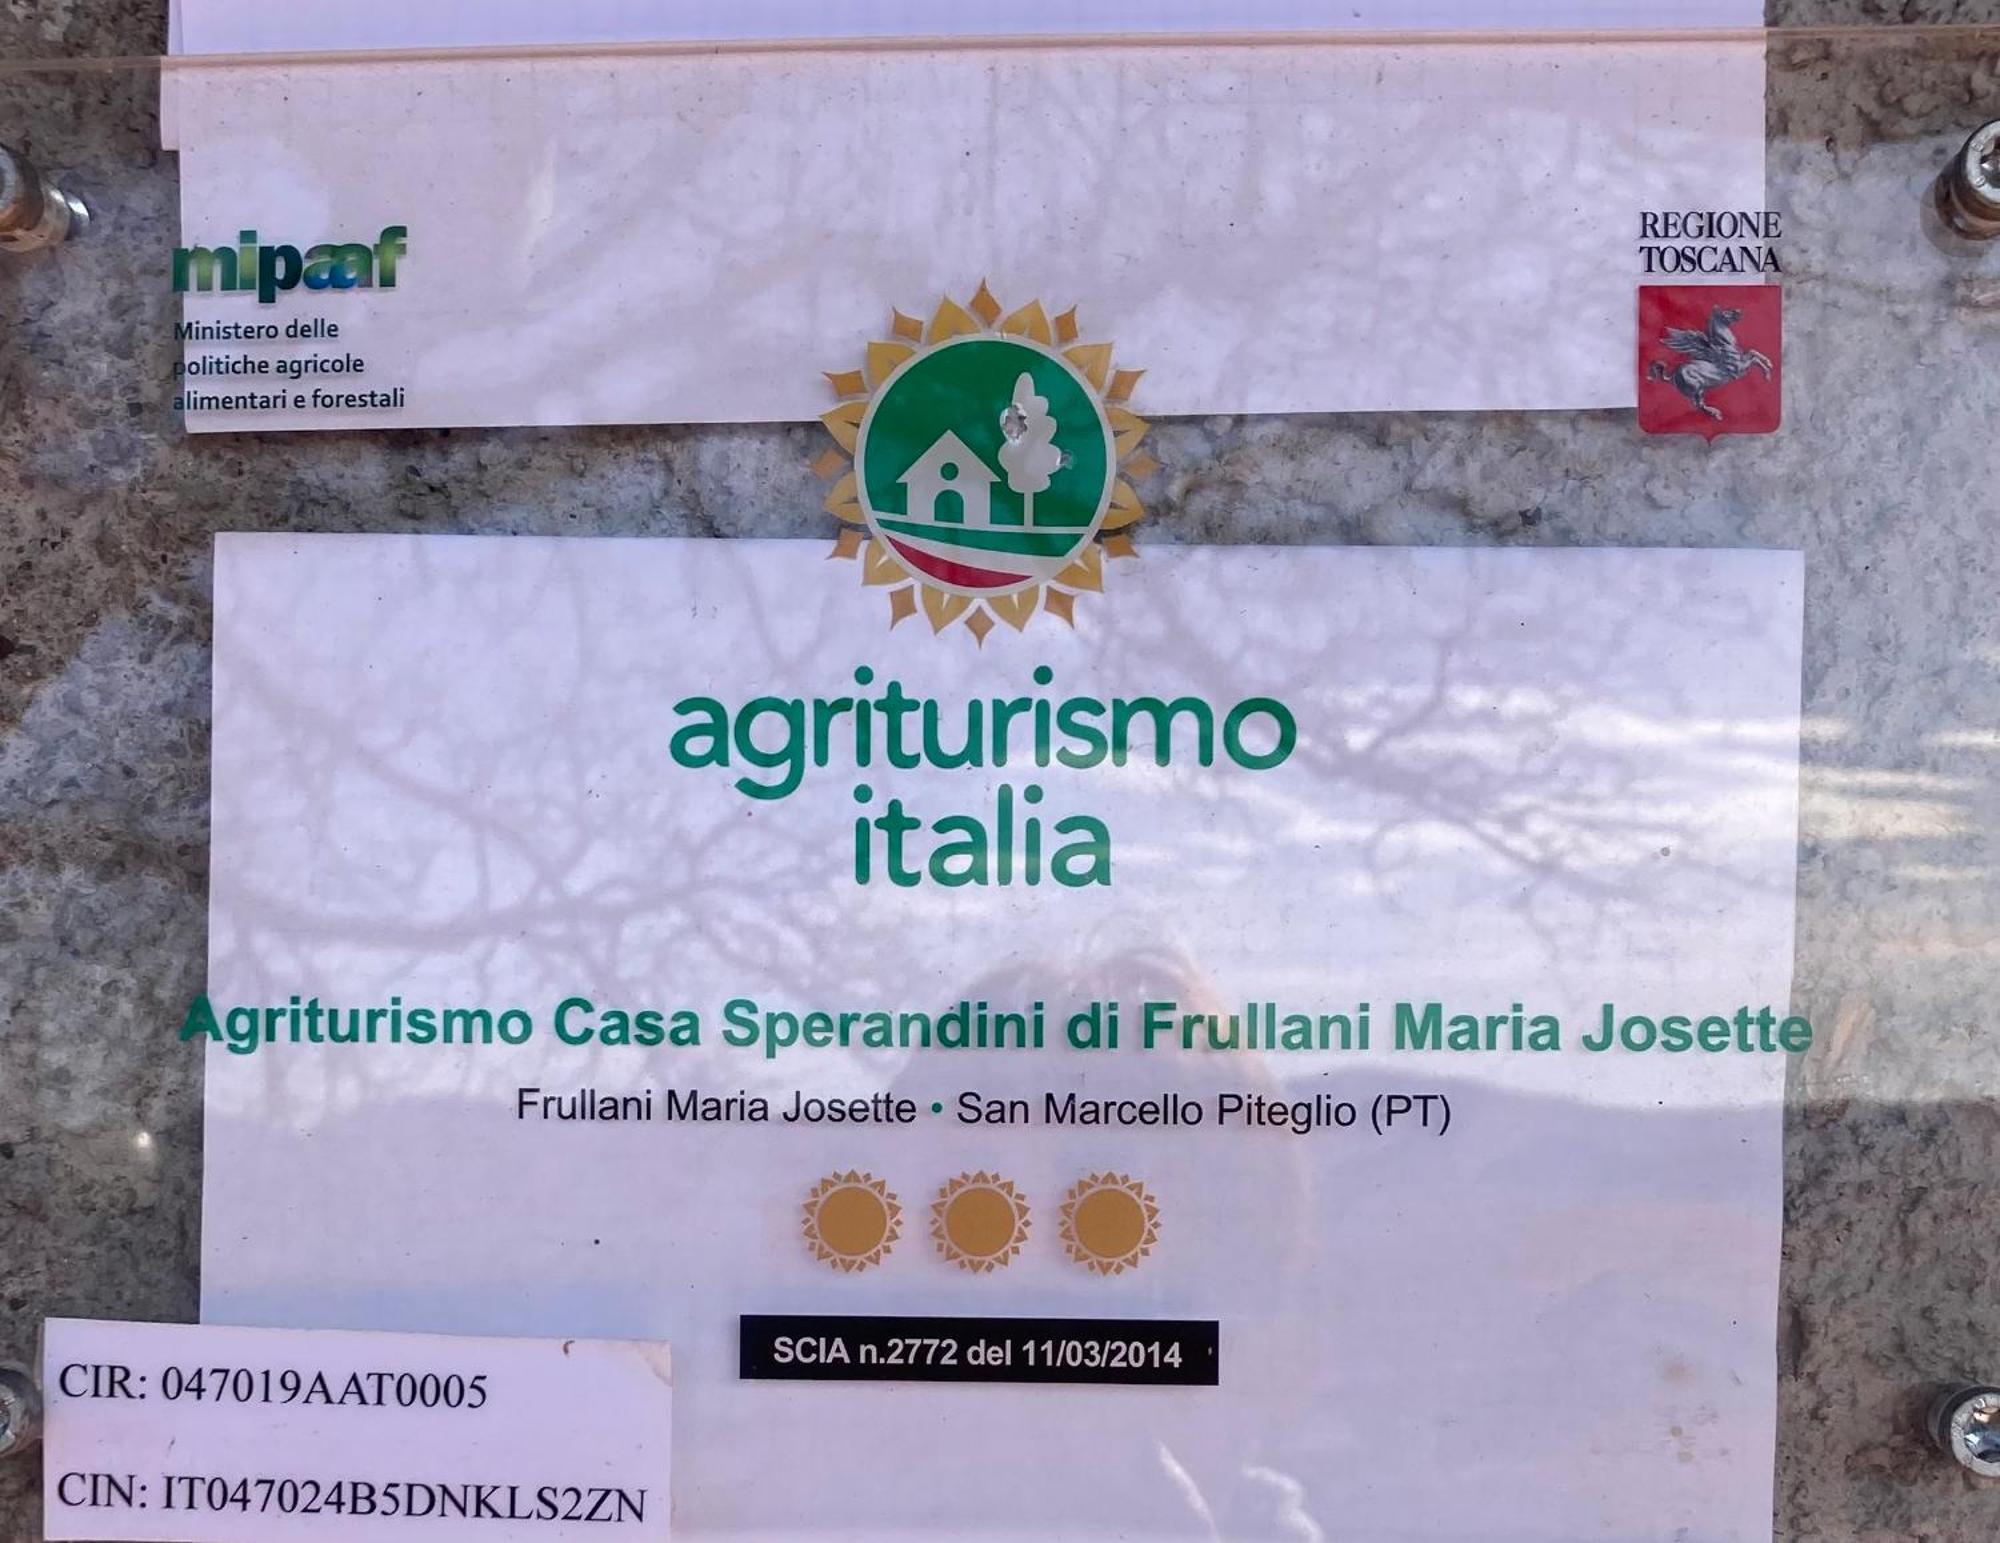 mipaaf
Ministero delle
politiche agricole
alimentari e forestali
REGIONE
TOSCANA
agriturismo
italia
Agriturismo Casa Sperandini di Frullani Maria Josette
Frullani Maria Josette • San Marcello Piteglio (PT)
SCIA n.2772 del 11/03/2014
CIR: 047019AAT0005
CIN: IT047024B5DNKLS2ZN